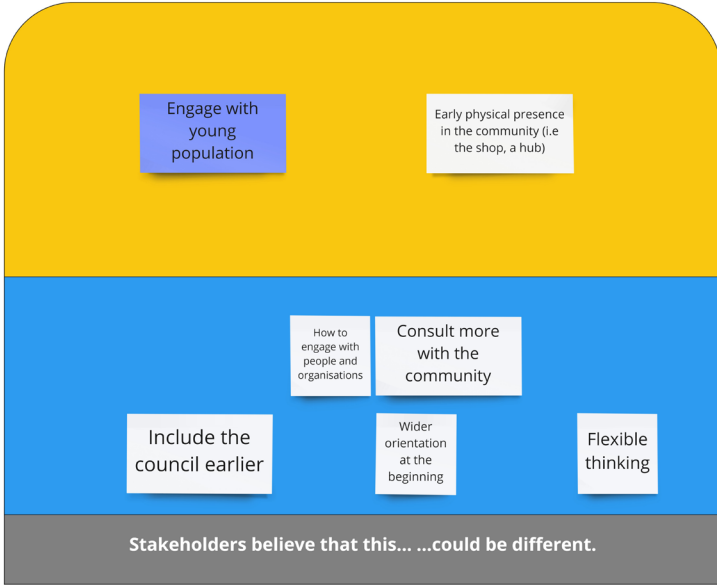 Engage with
young
population
Early physical presence
in the community (i.e
the shop, a hub)
How to
engage with
people and
organisations
Consult more
with the
community
Include the
council earlier
Wider
orientation
at the
beginning
Flexible
thinking
Stakeholders believe that this... ...could be different.